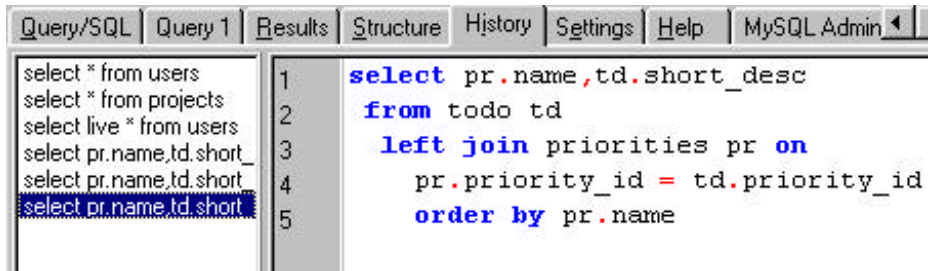 Query/SQL Query 1 Results Structure History Settings Help MySQL Admin
select * from users
select * from projects
select live * from users
select pr.name,td.short_
select pr.name,td.short_
select pr.name,td.short
1 select pr.name,td.short_desc
2 from todo td
3 left join priorities pr on
4 pr.priority_id = td.priority_id
5 order by pr.name